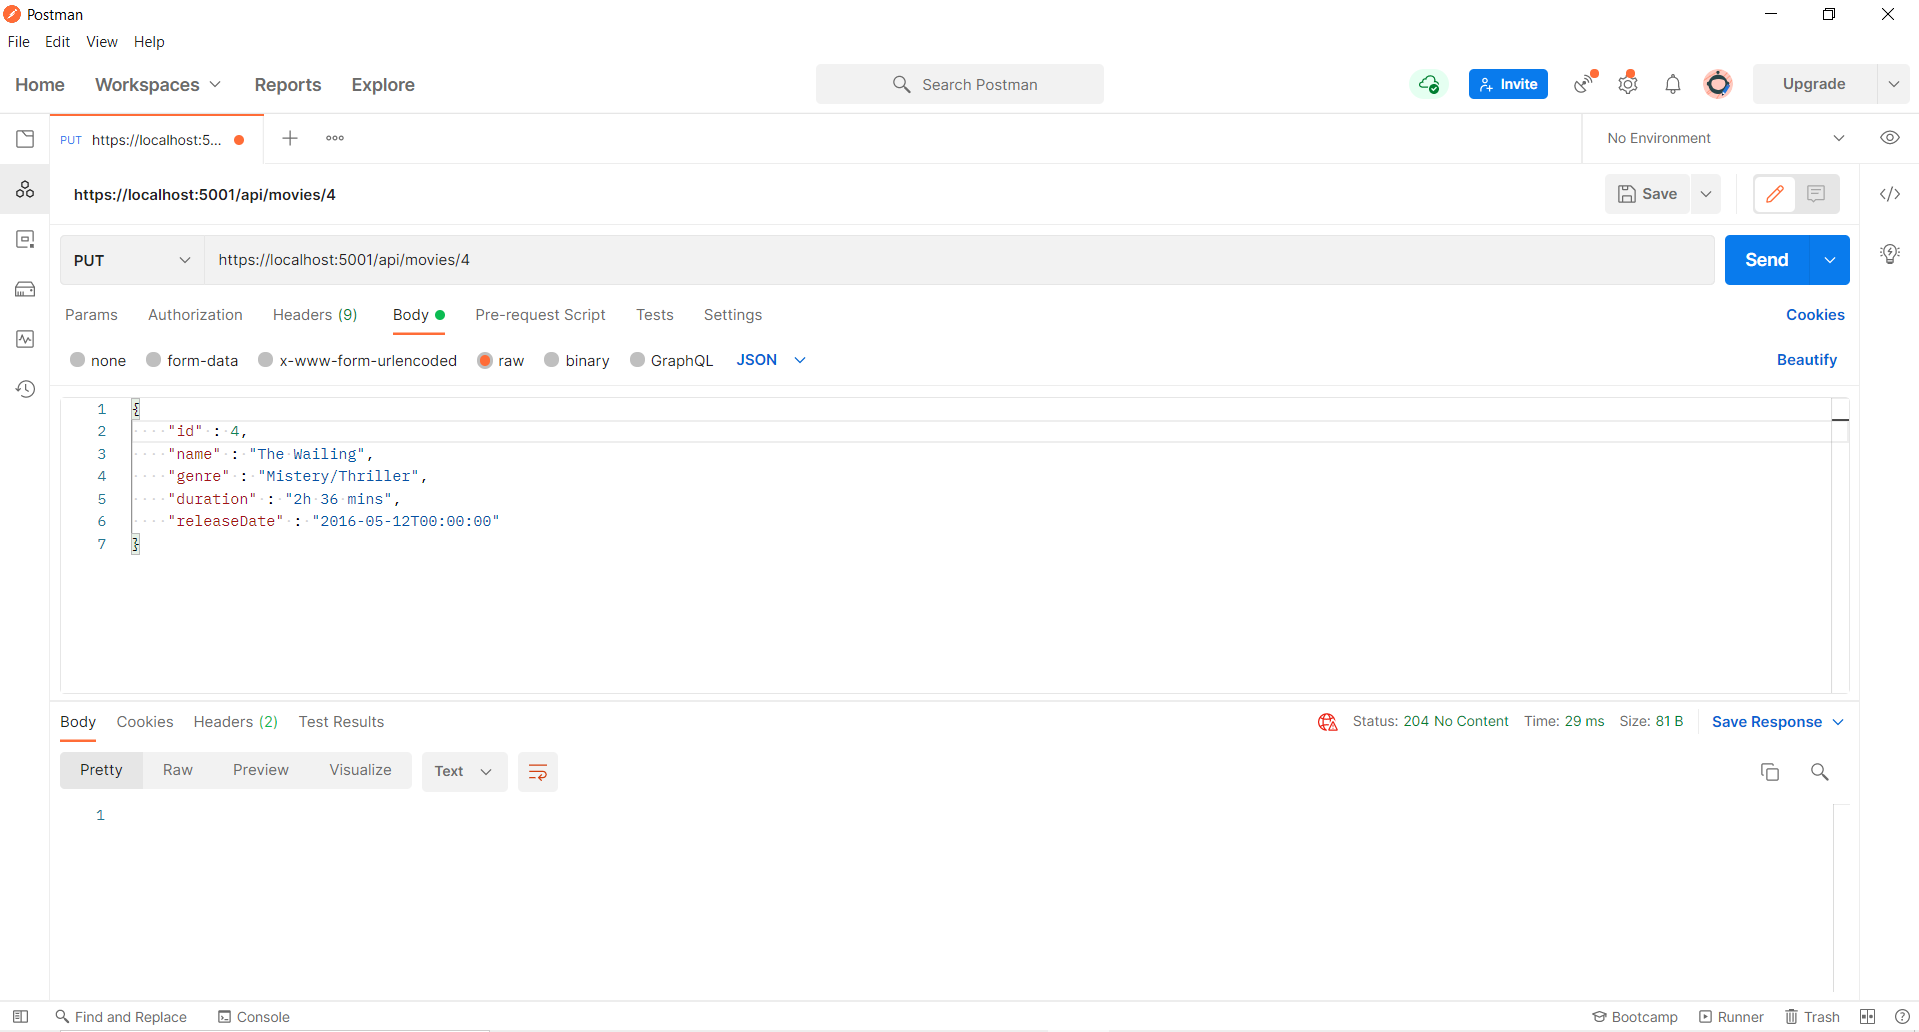 Postman
File Edit View Help
Home Workspaces Reports Explore Search Postman Invite Upgrade
PUT https://localhost:5... No Environment
https://localhost:5001/api/movies/4 Save
PUT https://localhost:5001/api/movies/4 Send
Params Authorization Headers (9) Body Pre-request Script Tests Settings Cookies
none form-data x-www-form-urlencoded raw binary GraphQL JSON Beautify
1 {
2 "id" : 4,
3 "name" : "The Wailing",
4 "genre" : "Mistery/Thriller",
5 "duration" : "2h 36 mins",
6 "releaseDate" : "2016-05-12T00:00:00"
7 }
Body Cookies Headers (2) Test Results Status: 204 No Content Time: 29 ms Size: 81 B Save Response
Pretty Raw Preview Visualize Text
1
Find and Replace Console Bootcamp Runner Trash